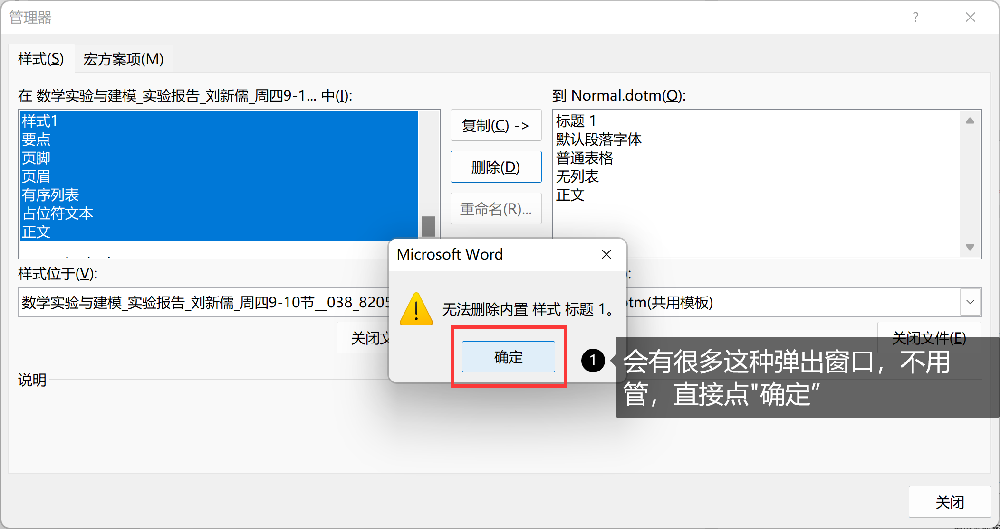 管理器
样式(S)
宏方案项(M)
在 数学实验与建模_实验报告_刘新儒_周四9-1... 中(I):
样式1
要点
页脚
页眉
有序列表
占位符文本
正文
复制(C) ->
删除(D)
重命名(R)...
到 Normal.dotm(O):
标题 1
默认段落字体
普通表格
无列表
正文
样式位于(V):
数学实验与建模_实验报告_刘新儒_周四9-10节__038_8205
关闭文
Microsoft Word
无法删除内置 样式 标题 1。
确定
):
otm(共用模板)
关闭文件(E)
1
会有很多这种弹出窗口，不用
管，直接点"确定”
说明
关闭